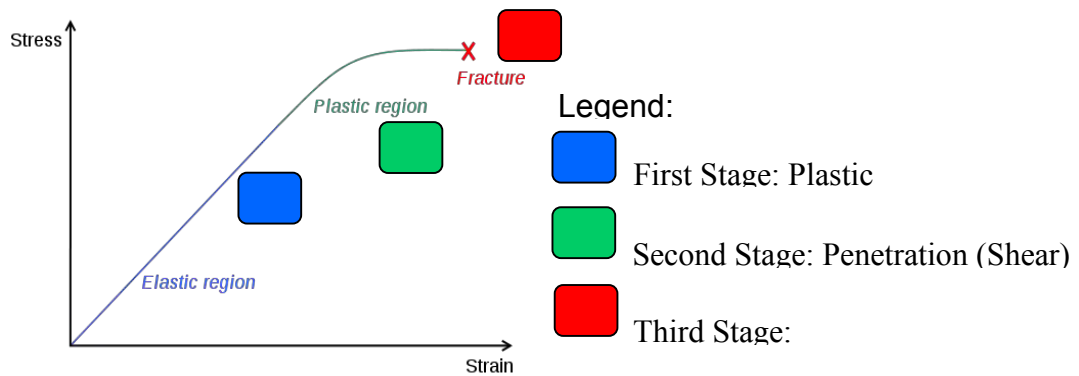 Stress
Fracture
Plastic region
Elastic region
Strain
Legend:
First Stage: Plastic
Second Stage: Penetration (Shear)
Third Stage: